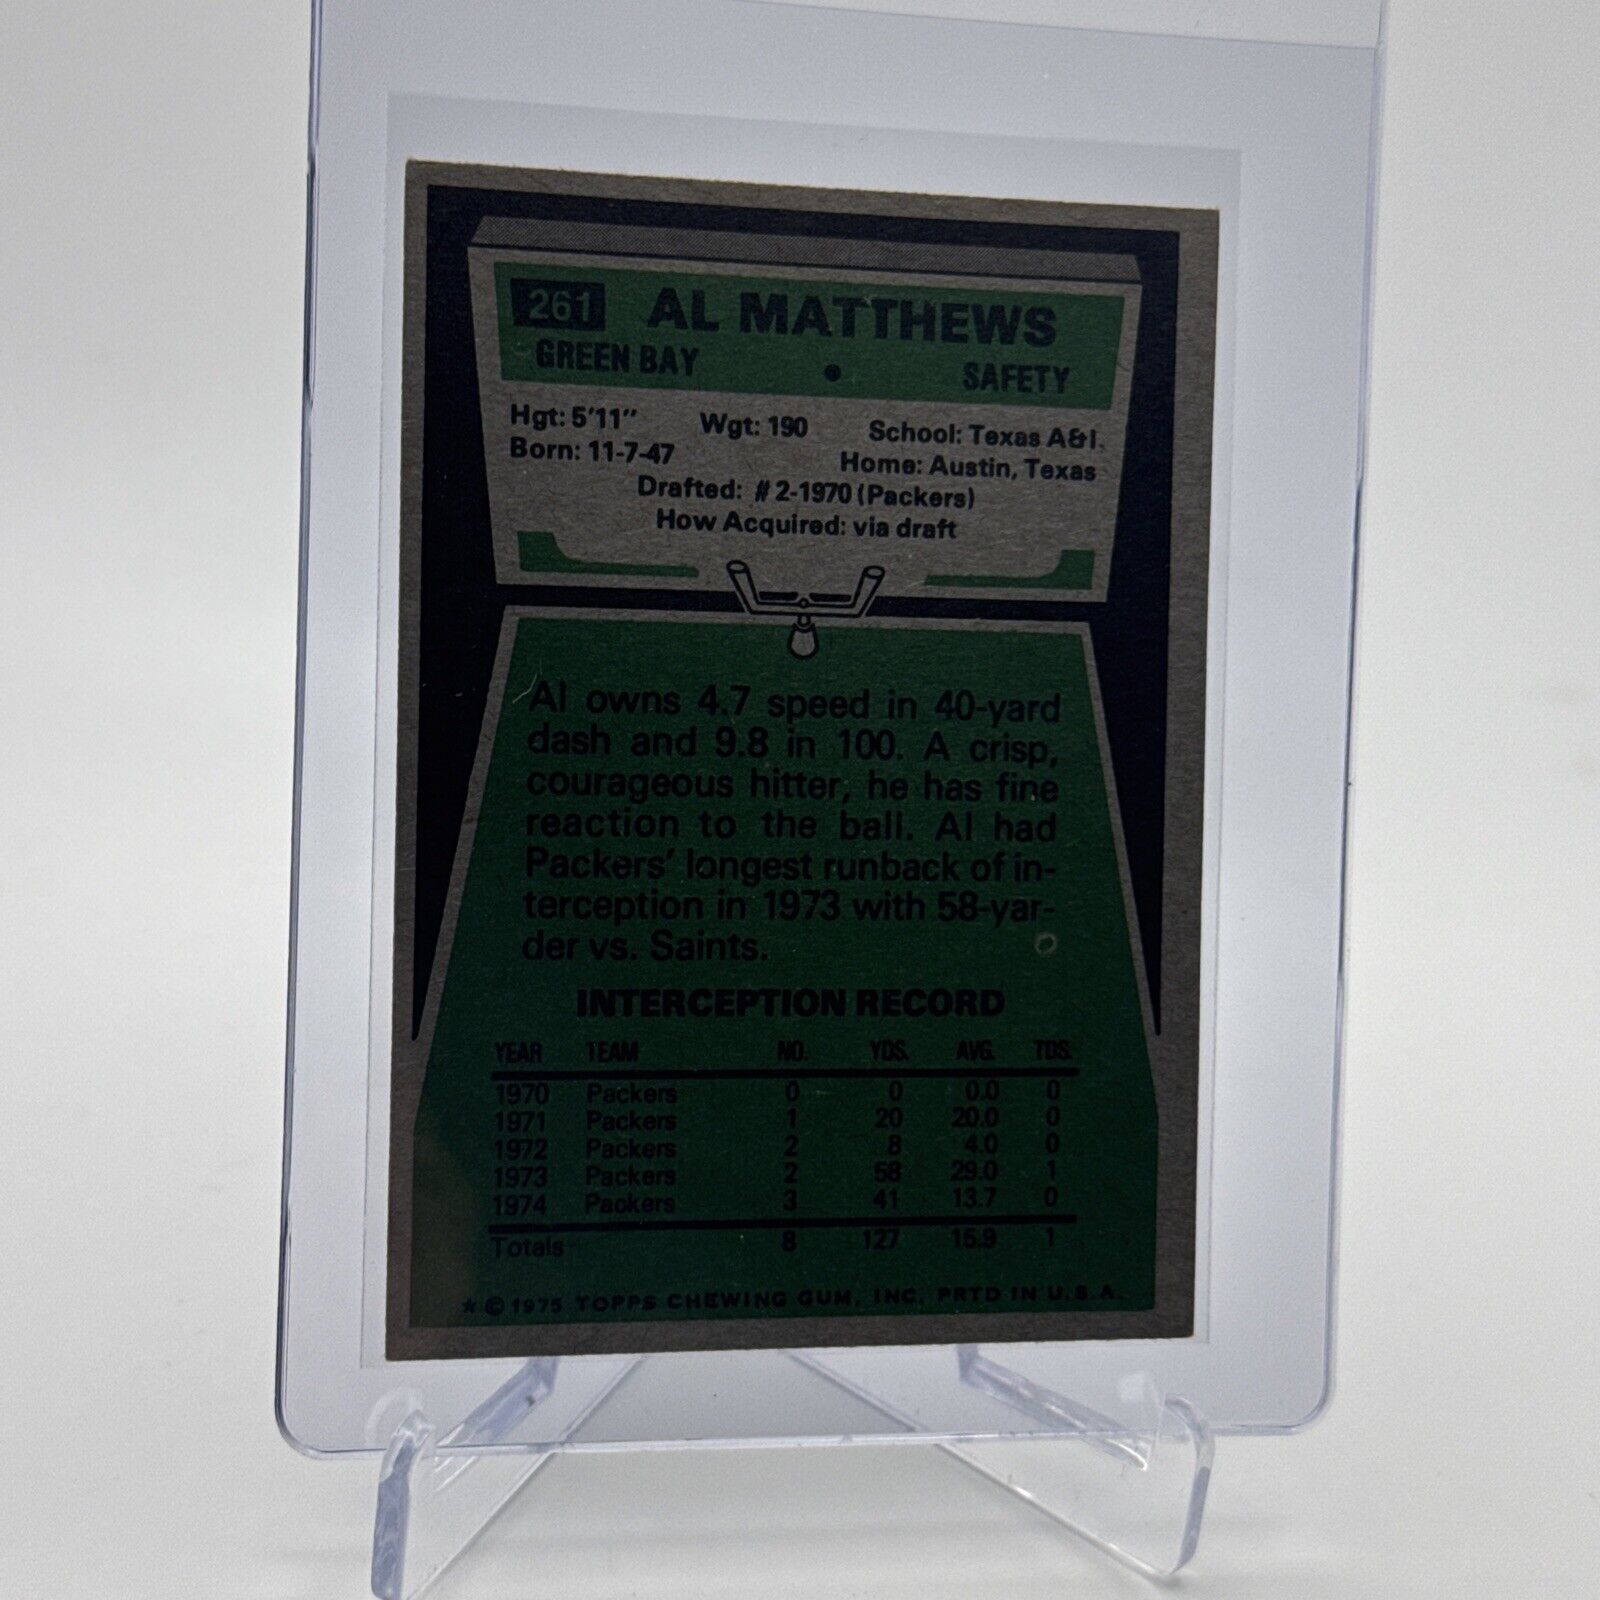 261 AL MATTHEWS
GREEN BAY • SAFETY
Hgt: 5'11" Wgt: 190 School: Texas A&I.
Born: 11-7-47 Home: Austin, Texas
Drafted: #2-1970 (Packers)
How Acquired: via draft
Al owns 4.7 speed in 40-yard
dash and 9.8 in 100. A crisp,
courageous hitter, he has fine
reaction to the ball. Al had
Packers' longest runback of in-
terception in 1973 with 58-yar-
der vs. Saints.
INTERCEPTION RECORD
YEAR TEAM NO. YDS. AVG. TDS.
1970 Packers 0 0 0.0 0
1971 Packers 1 20 20.0 0
1972 Packers 2 8 4.0 0
1973 Packers 2 58 29.0 1
1974 Packers 3 41 13.7 0
Totals 8 127 15.9 1
★ © 1975 TOPPS CHEWING GUM, INC. PRTD IN U.S.A.